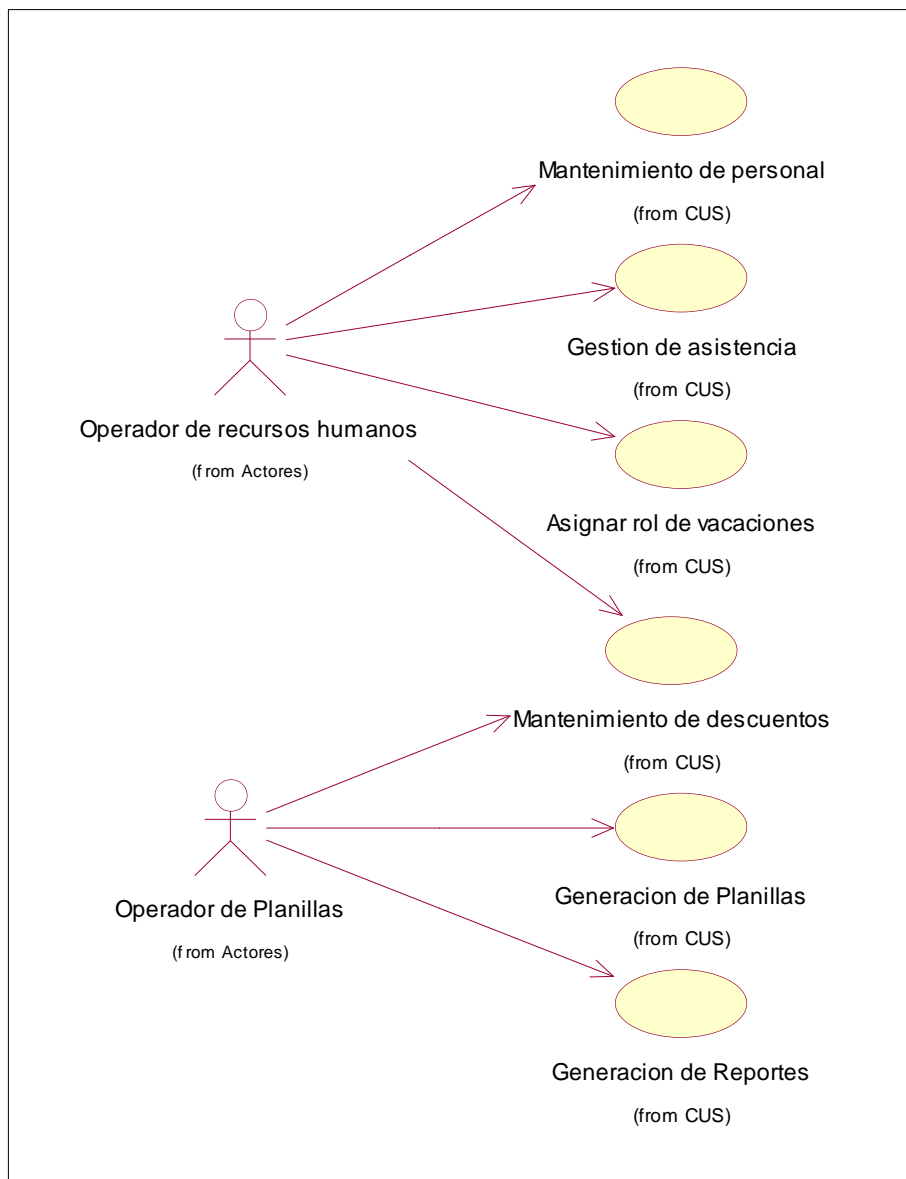 Mantenimiento de personal
(from CUS)
Gestion de asistencia
(from CUS)
Operador de recursos humanos
(from Actores)
Asignar rol de vacaciones
(from CUS)
Mantenimiento de descuentos
(from CUS)
Operador de Planillas
(from Actores)
Generacion de Planillas
(from CUS)
Generacion de Reportes
(from CUS)